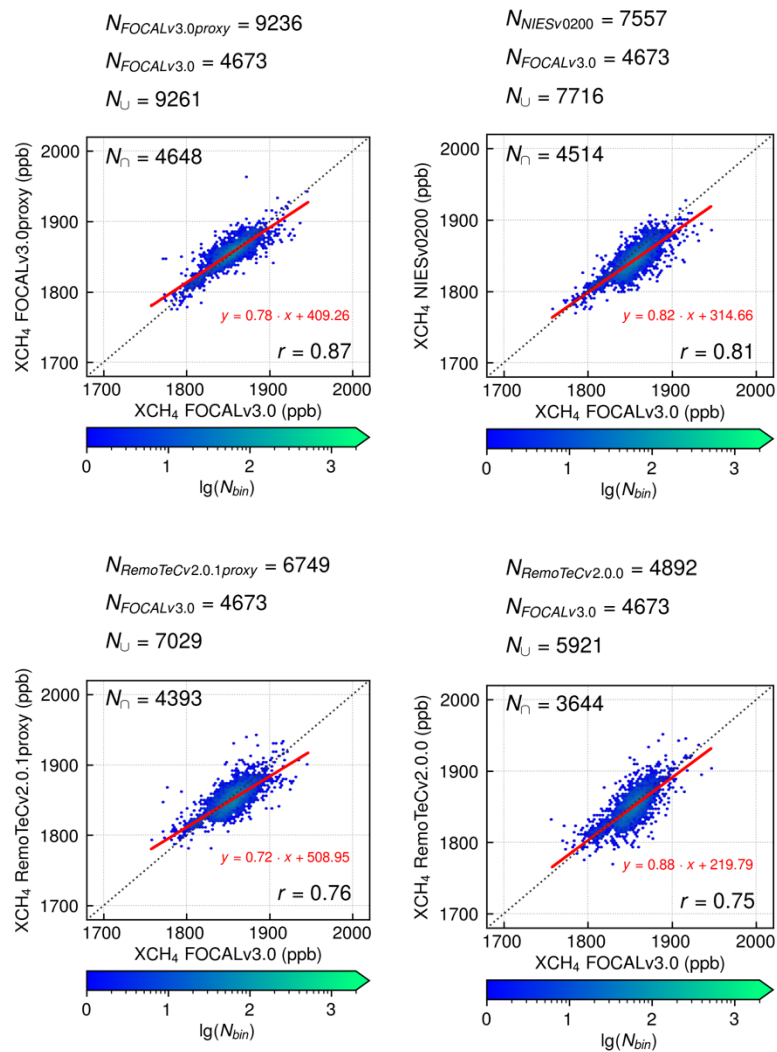 N_FOCALv3.0proxy = 9236
N_FOCALv3.0 = 4673
N_∪ = 9261
2000
1900
1800
1700
XCH₄ FOCALv3.0proxy (ppb)
N_∩ = 4648
y = 0.78 · x + 409.26
r = 0.87
1700 1800 1900 2000
XCH₄ FOCALv3.0 (ppb)
0 1 2 3
lg(N_bin)
N_NIESv0200 = 7557
N_FOCALv3.0 = 4673
N_∪ = 7716
2000
1900
1800
1700
XCH₄ NIESv0200 (ppb)
N_∩ = 4514
y = 0.82 · x + 314.66
r = 0.81
1700 1800 1900 2000
XCH₄ FOCALv3.0 (ppb)
0 1 2 3
lg(N_bin)
N_RemoTeCv2.0.1proxy = 6749
N_FOCALv3.0 = 4673
N_∪ = 7029
2000
1900
1800
1700
XCH₄ RemoTeCv2.0.1proxy (ppb)
N_∩ = 4393
y = 0.72 · x + 508.95
r = 0.76
1700 1800 1900 2000
XCH₄ FOCALv3.0 (ppb)
0 1 2 3
lg(N_bin)
N_RemoTeCv2.0.0 = 4892
N_FOCALv3.0 = 4673
N_∪ = 5921
2000
1900
1800
1700
XCH₄ RemoTeCv2.0.0 (ppb)
N_∩ = 3644
y = 0.88 · x + 219.79
r = 0.75
1700 1800 1900 2000
XCH₄ FOCALv3.0 (ppb)
0 1 2 3
lg(N_bin)